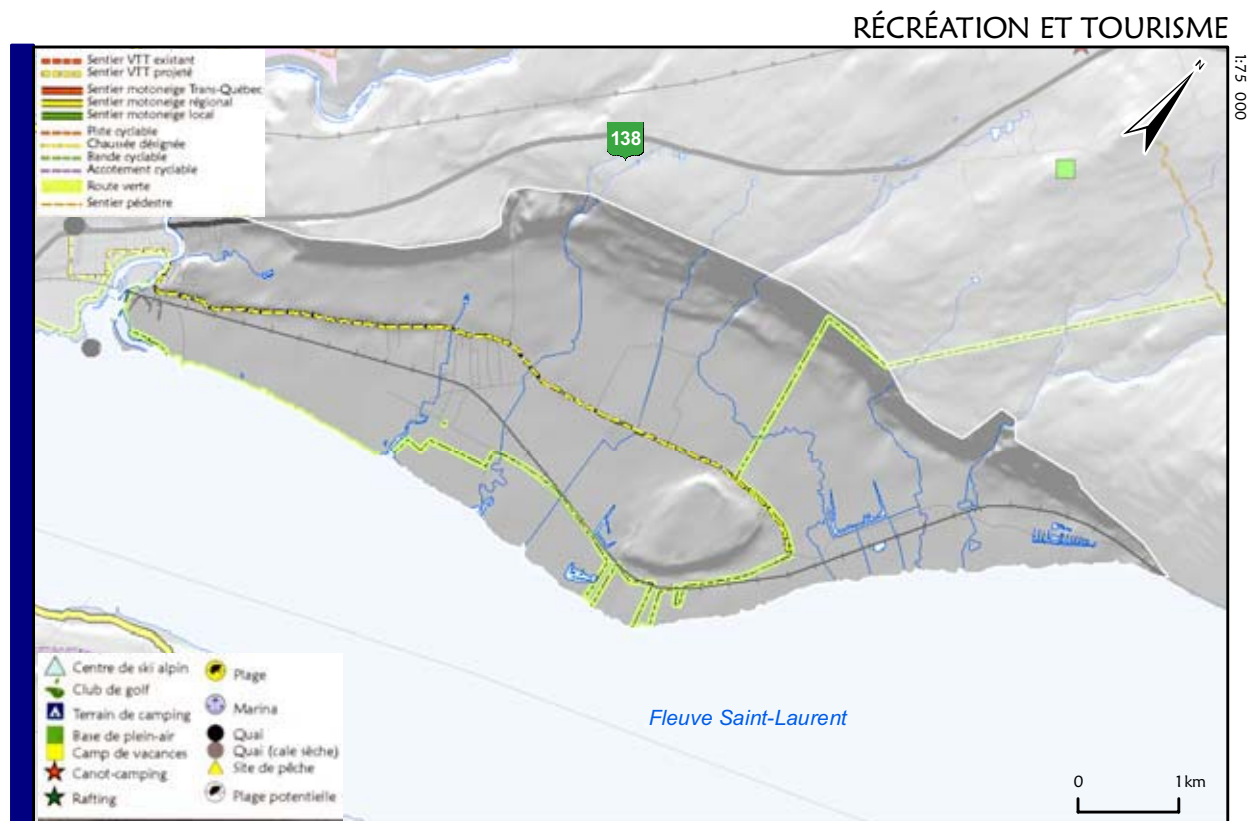 RÉCRÉATION ET TOURISME
1:75 000
N
Sentier VTT existant
Sentier VTT projeté
Sentier motoneige Trans-Québec
Sentier motoneige régional
Sentier motoneige local
Piste cyclable
Chaussée désignée
Bande cyclable
Accotement cyclable
Route verte
Sentier pédestre
138
Centre de ski alpin
Club de golf
Terrain de camping
Base de plein-air
Camp de vacances
Canot-camping
Rafting
Plage
Marina
Quai
Quai (cale sèche)
Site de pêche
Plage potentielle
Fleuve Saint-Laurent
0 1 km